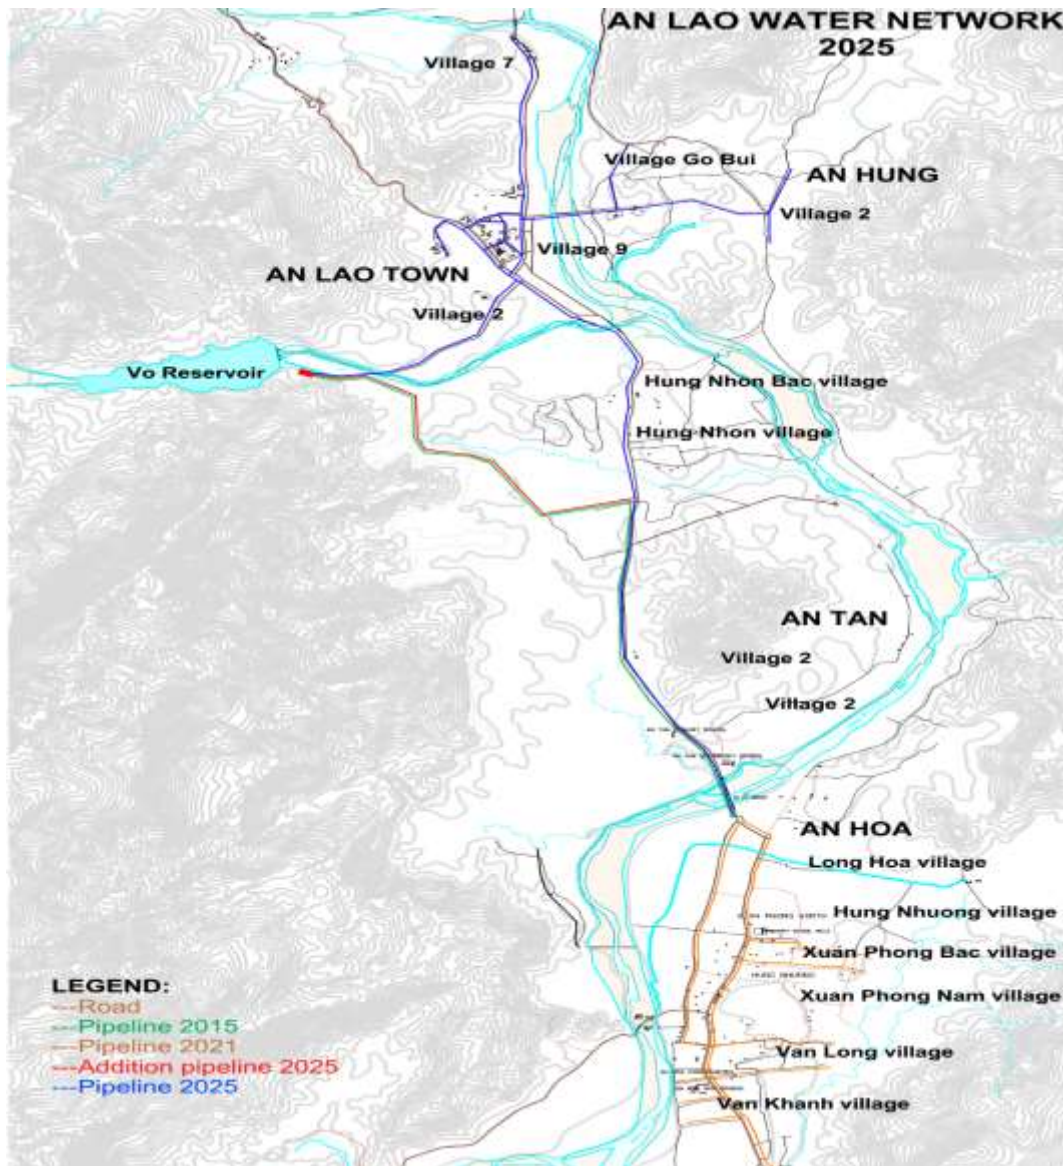 AN LAO WATER NETWORK
2025
Village 7
Village Go Bui
AN HUNG
Village 2
Village 9
AN LAO TOWN
Village 2
Vo Reservoir
Hung Nhon Bac village
Hung Nhon village
AN TAN
Village 2
Village 2
AN HOA
Long Hoa village
Hung Nhuong village
Xuan Phong Bac village
Xuan Phong Nam village
Van Long village
Van Khanh village
LEGEND:
---Road
---Pipeline 2015
---Pipeline 2021
---Addition pipeline 2025
---Pipeline 2025